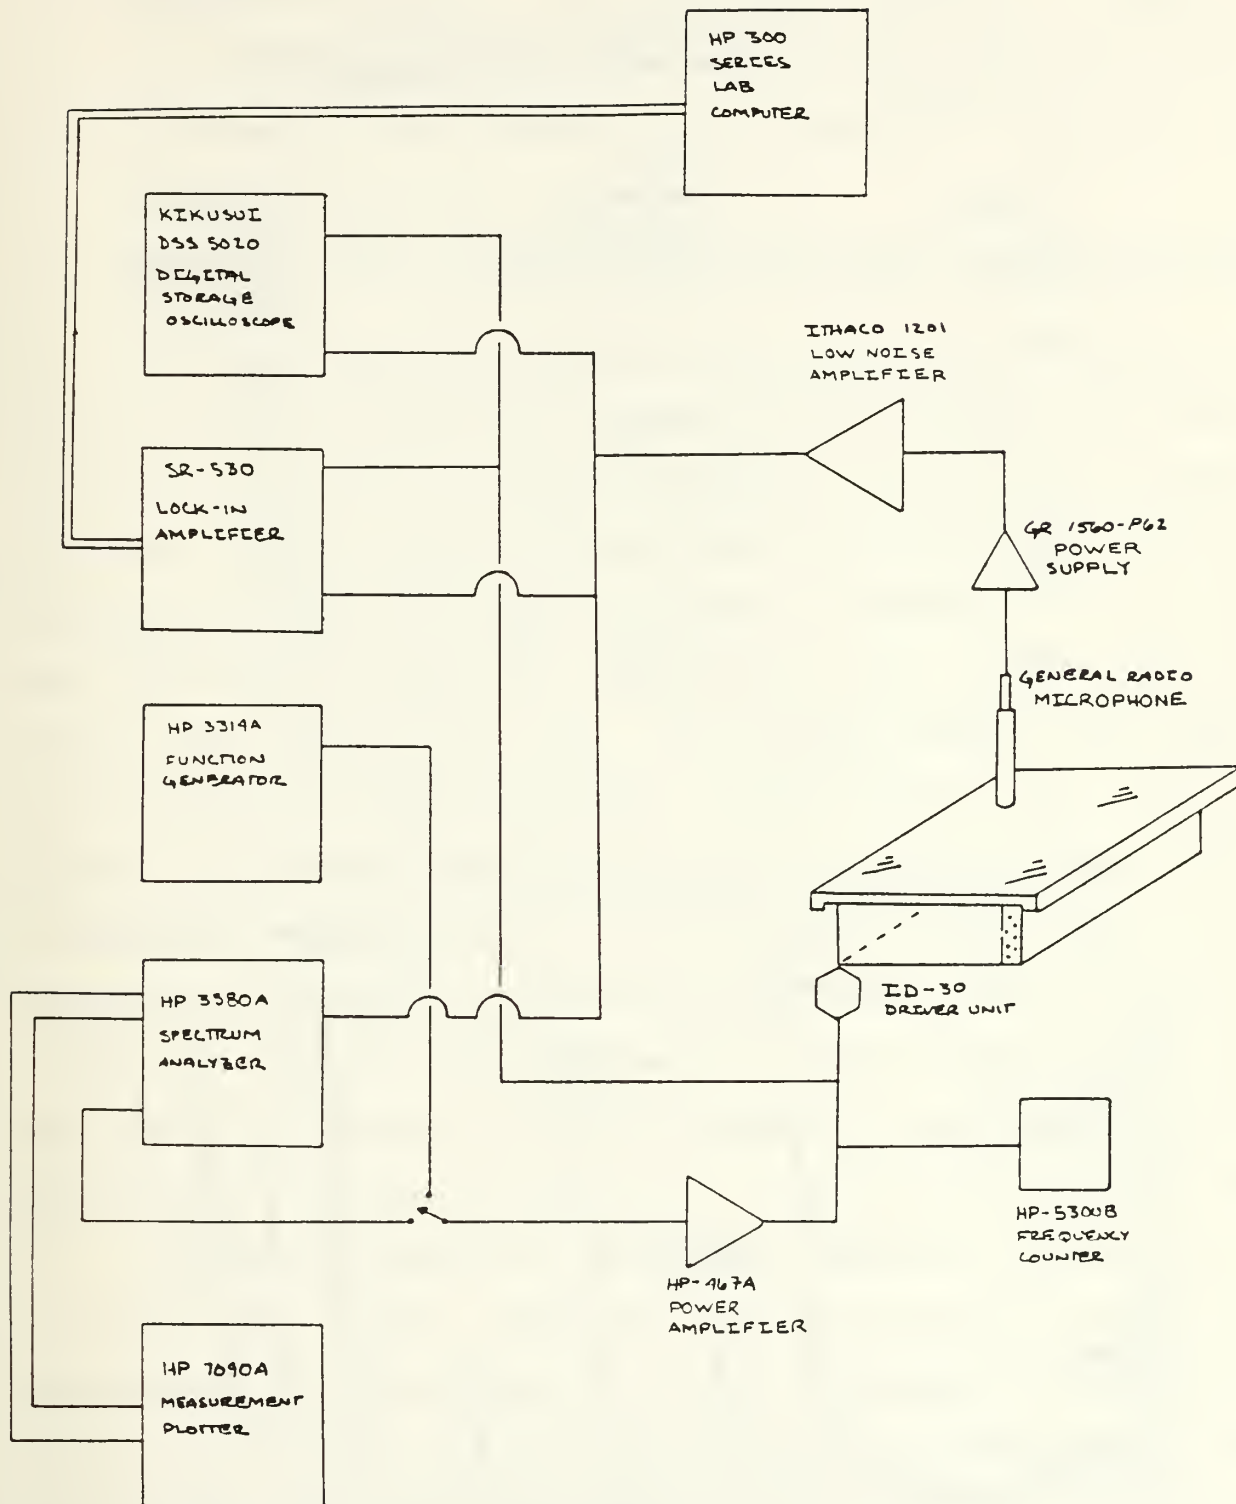 HP 300
SERIES
LAB
COMPUTER
KIKUSUI
DSS 5020
DIGITAL
STORAGE
OSCILLOSCOPE
ITHACO 1201
LOW NOISE
AMPLIFIER
SR-530
LOCK-IN
AMPLIFIER
GR 1560-P62
POWER
SUPPLY
GENERAL RADIO
MICROPHONE
HP 3314A
FUNCTION
GENERATOR
HP 3580A
SPECTRUM
ANALYZER
ID-30
DRIVER UNIT
HP-467A
POWER
AMPLIFIER
HP-5300B
FREQUENCY
COUNTER
HP 7090A
MEASUREMENT
PLOTTER